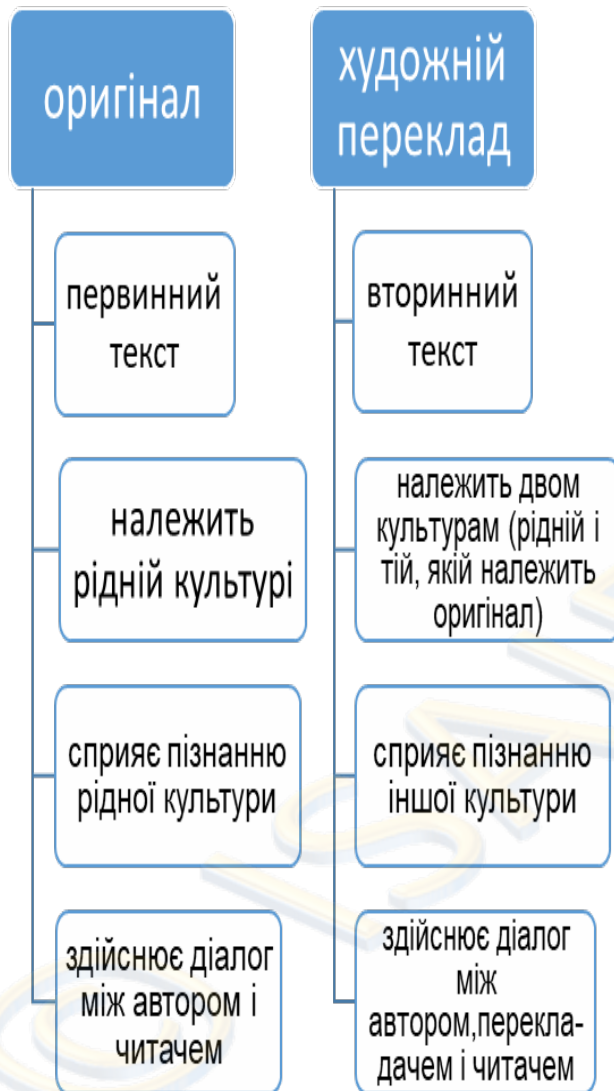 оригінал
первинний
текст
належить
рідній культурі
сприяє пізнанню
рідної культури
здійснює діалог
між автором і
читачем
художній
переклад
вторинний
текст
належить двом
культурам (рідній і
тій, якій належить
оригінал)
сприяє пізнанню
іншої культури
здійснює діалог
між
автором,перекла-
дачем і читачем